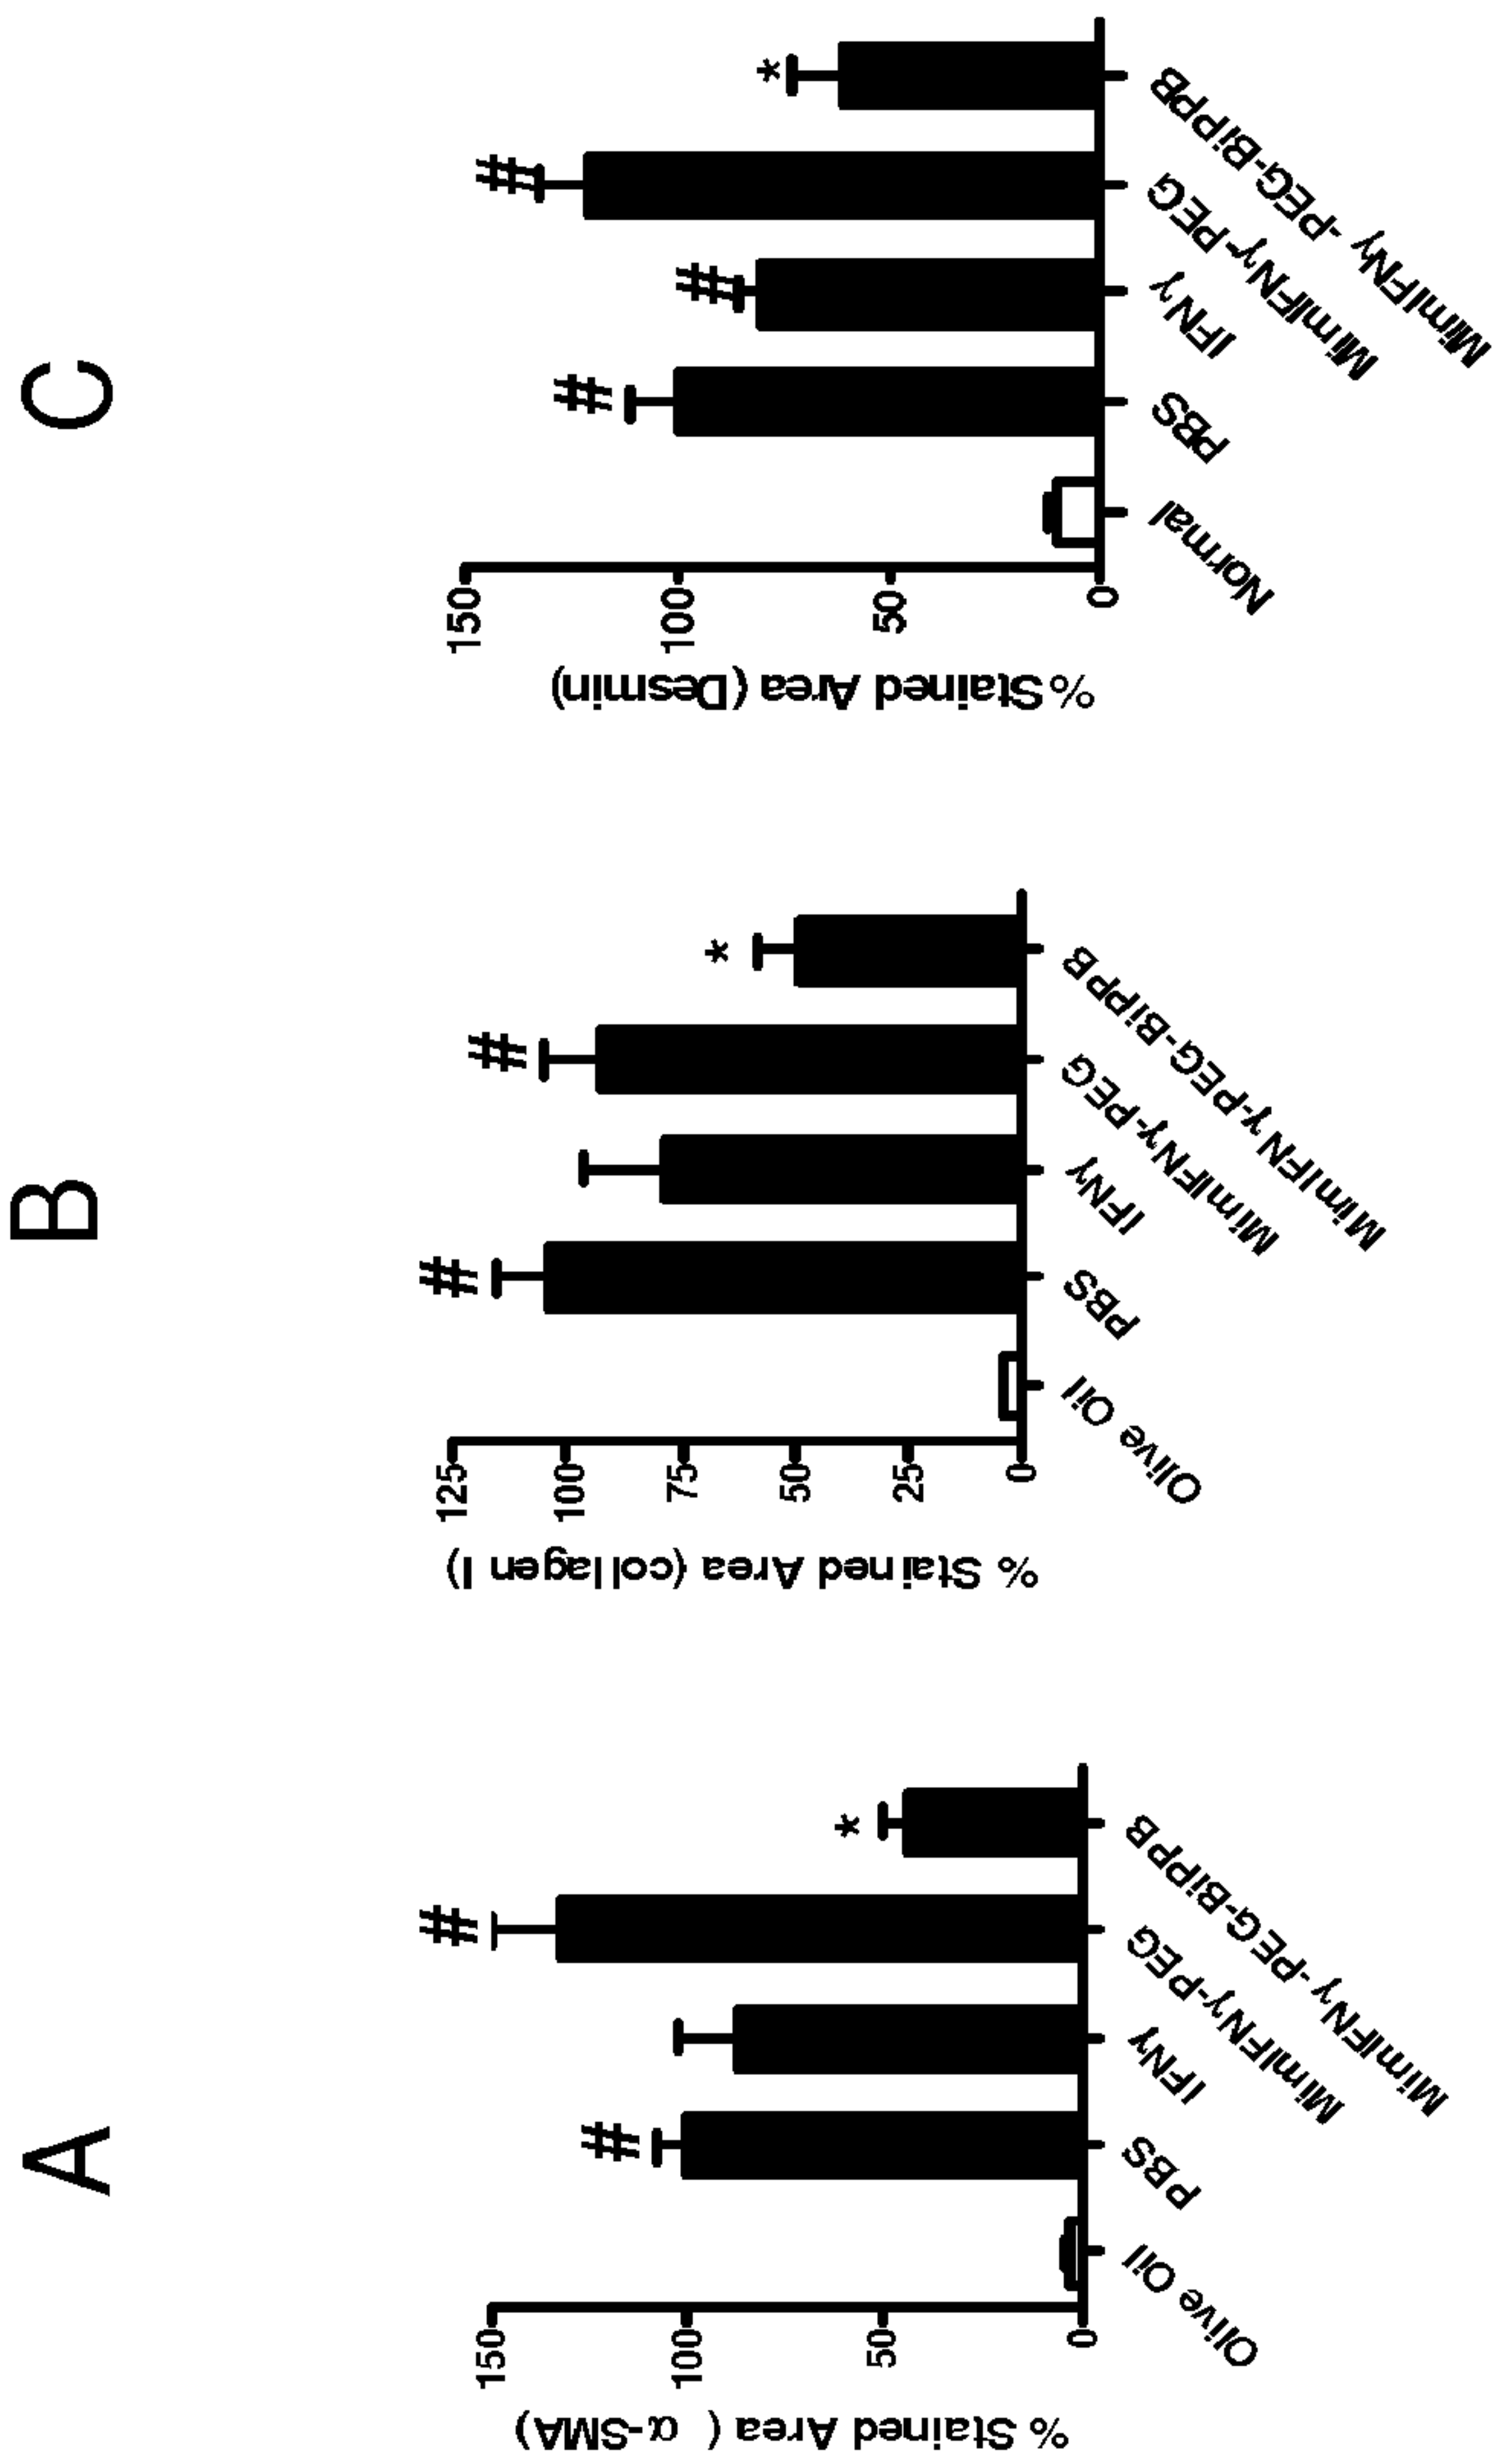 A
% Stained Area ( α-SMA)
150
100
50
0
#
#
*
Olive Oil
PBS
IFNγ
MimIFNγ-PEG
MimIFNγ -PEG-BiPPB
B
% Stained Area (collagen I)
125
100
75
50
25
0
#
#
*
Olive Oil
PBS
IFNγ
MimIFNγ-PEG
MimIFNγ-PEG-BiPPB
C
% Stained Area (Desmin)
150
100
50
0
#
#
#
*
Normal
PBS
IFNγ
MimIFNγ-PEG
MimIFNγ -PEG-BiPPB